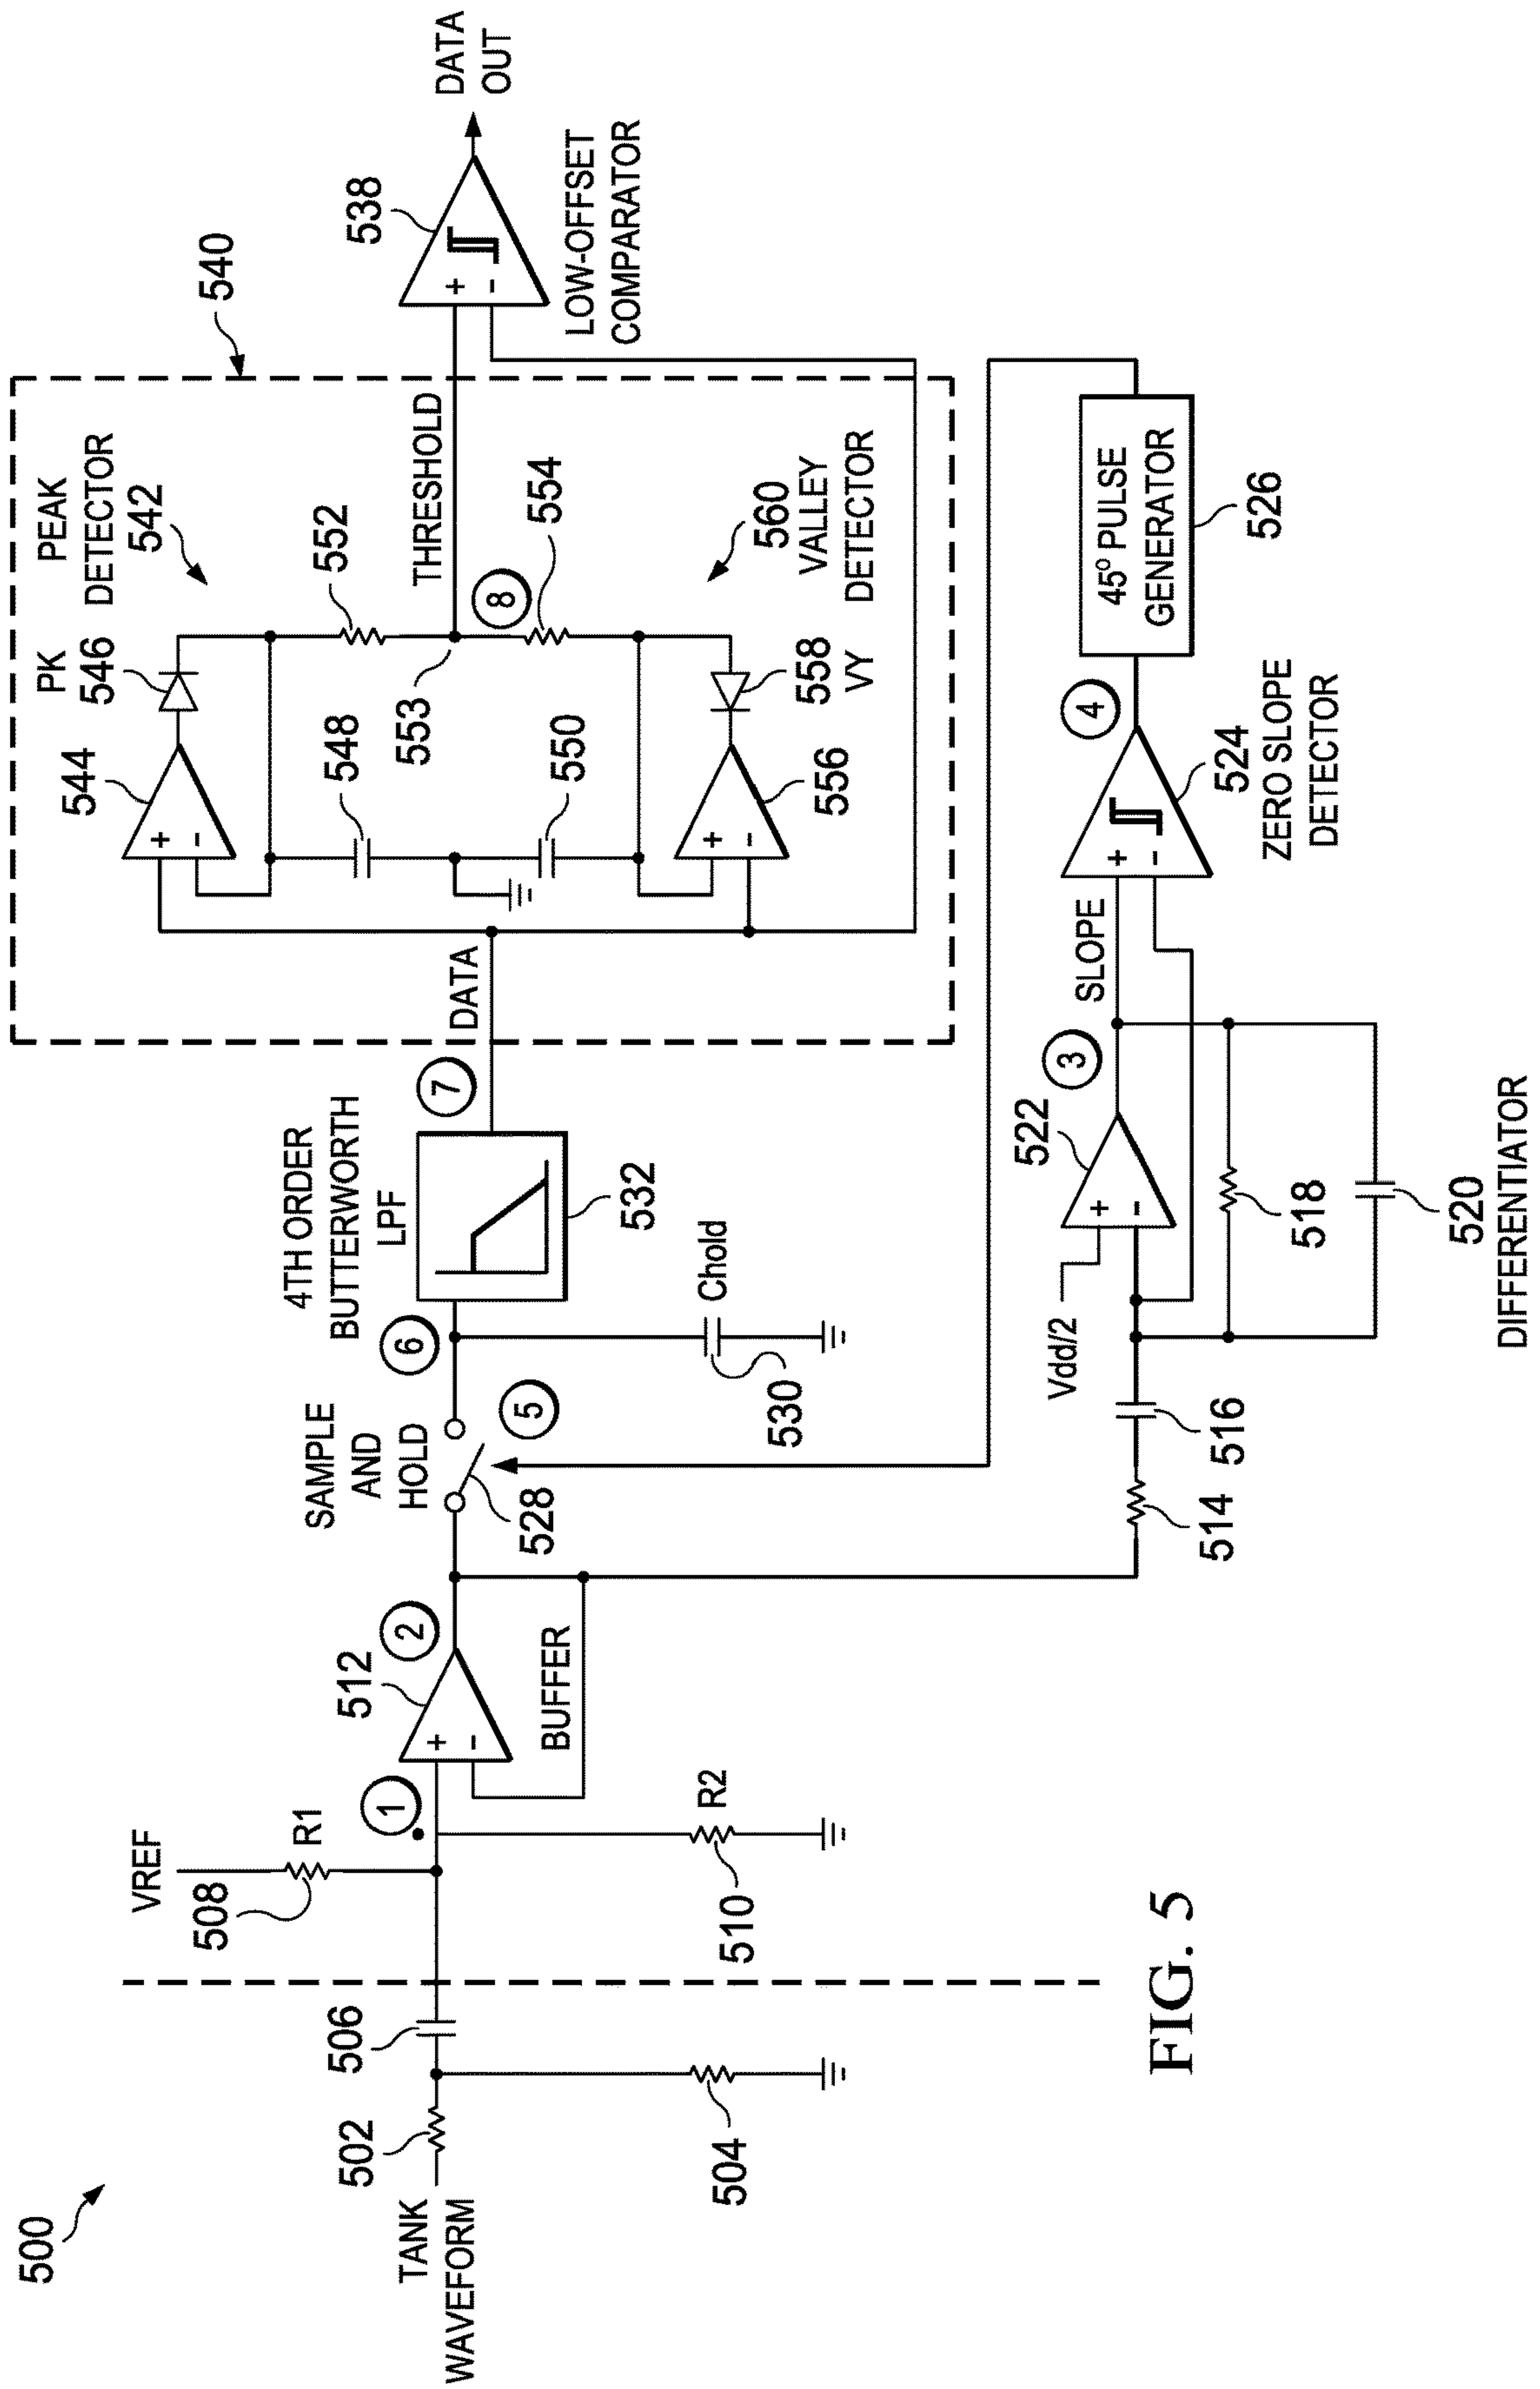 500
TANK
WAVEFORM
502
504
506
VREF
508
R1
1
510
R2
+
-
512
2
BUFFER
SAMPLE
AND
HOLD
528
5
6
530
Chold
4TH ORDER
BUTTERWORTH
LPF
532
7
DATA
540
PEAK
DETECTOR
542
PK
546
544
+
-
548
550
552
553
8
554
THRESHOLD
560
VALLEY
DETECTOR
558
VY
556
+
-
538
+
-
LOW-OFFSET
COMPARATOR
DATA
OUT
514
516
Vdd/2
+
-
522
3
518
520
DIFFERENTIATOR
SLOPE
+
-
4
524
ZERO SLOPE
DETECTOR
45° PULSE
GENERATOR
526
FIG. 5